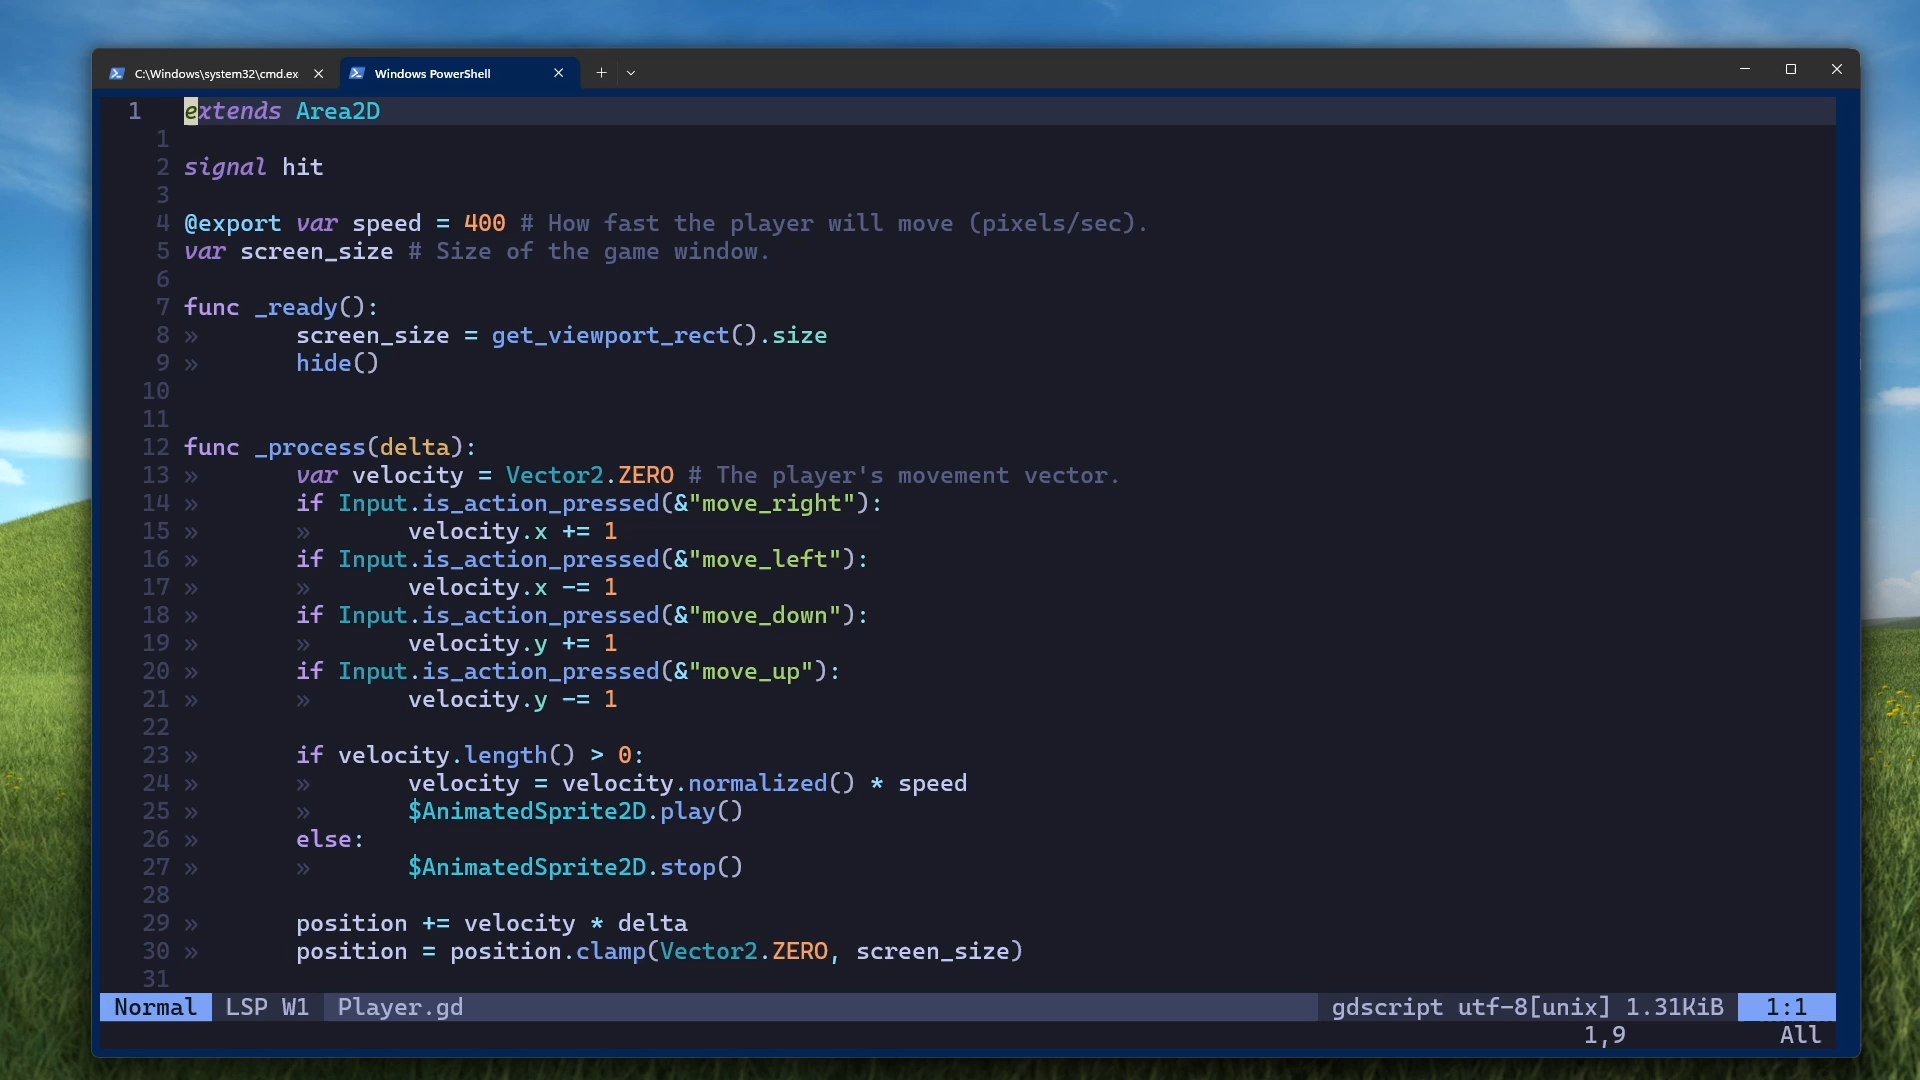 C:\Windows\system32\cmd.ex
Windows PowerShell
1 extends Area2D
1
2 signal hit
3
4 @export var speed = 400 # How fast the player will move (pixels/sec).
5 var screen_size # Size of the game window.
6
7 func _ready():
8 » screen_size = get_viewport_rect().size
9 » hide()
10
11
12 func _process(delta):
13 » var velocity = Vector2.ZERO # The player's movement vector.
14 » if Input.is_action_pressed(&"move_right"):
15 » » velocity.x += 1
16 » if Input.is_action_pressed(&"move_left"):
17 » » velocity.x -= 1
18 » if Input.is_action_pressed(&"move_down"):
19 » » velocity.y += 1
20 » if Input.is_action_pressed(&"move_up"):
21 » » velocity.y -= 1
22
23 » if velocity.length() > 0:
24 » » velocity = velocity.normalized() * speed
25 » » $AnimatedSprite2D.play()
26 » else:
27 » » $AnimatedSprite2D.stop()
28
29 » position += velocity * delta
30 » position = position.clamp(Vector2.ZERO, screen_size)
31
Normal LSP W1 Player.gd gdscript utf-8[unix] 1.31KiB 1:1
1,9 All